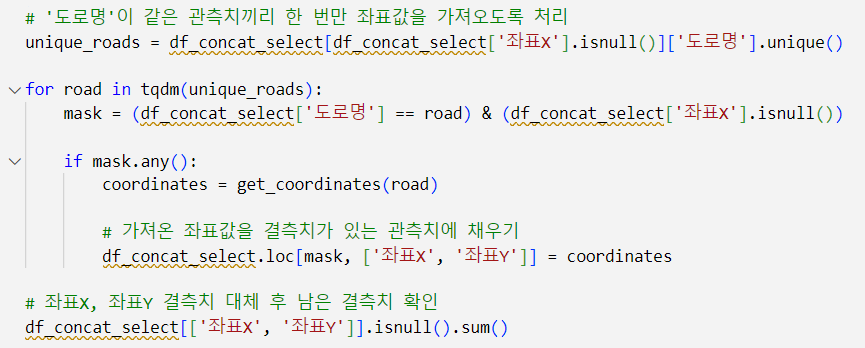 # '도로명'이 같은 관측치끼리 한 번만 좌표값을 가져오도록 처리
unique_roads = df_concat_select[df_concat_select['좌표X'].isnull()]['도로명'].unique()
for road in tqdm(unique_roads):
mask = (df_concat_select['도로명'] == road) & (df_concat_select['좌표X'].isnull())
if mask.any():
coordinates = get_coordinates(road)
# 가져온 좌표값을 결측치가 있는 관측치에 채우기
df_concat_select.loc[mask, ['좌표X', '좌표Y']] = coordinates
# 좌표X, 좌표Y 결측치 대체 후 남은 결측치 확인
df_concat_select[['좌표X', '좌표Y']].isnull().sum()